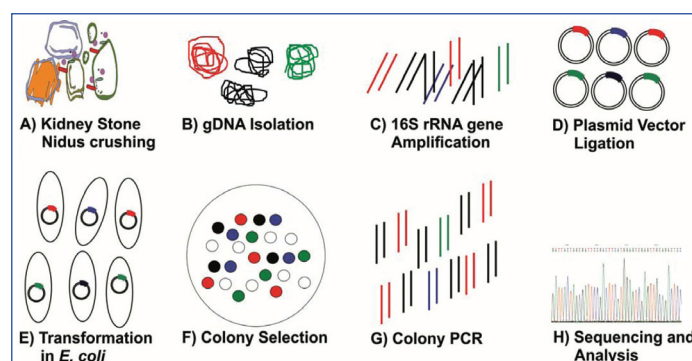 A) Kidney Stone
Nidus crushing
B) gDNA Isolation
C) 16S rRNA gene
Amplification
D) Plasmid Vector
Ligation
E) Transformation
in E. coli
F) Colony Selection
G) Colony PCR
H) Sequencing and
Analysis